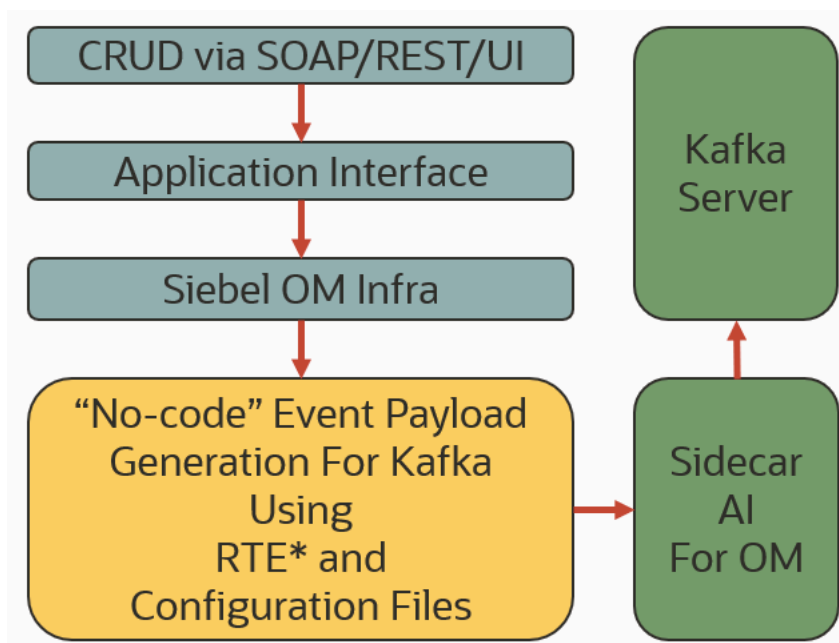 CRUD via SOAP/REST/UI
Application Interface
Siebel OM Infra
“No-code” Event Payload
Generation For Kafka
Using
RTE* and
Configuration Files
Sidecar
AI
For OM
Kafka
Server